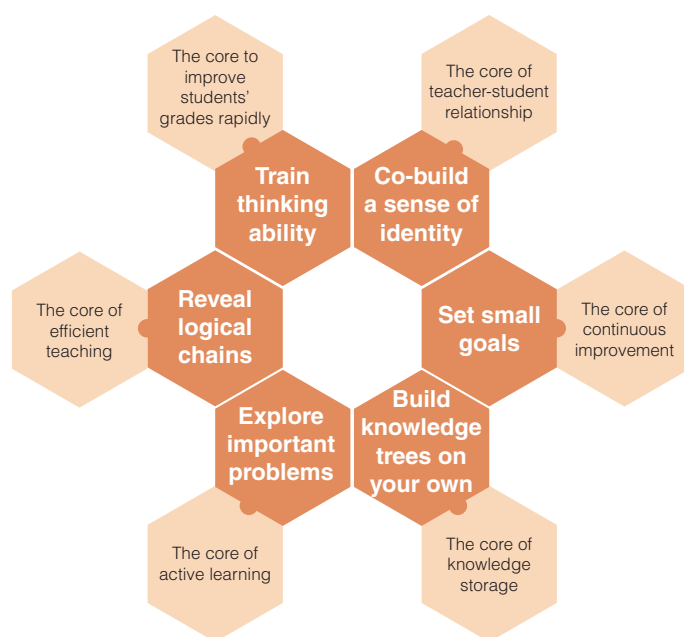 The core to
improve
students'
grades rapidly
The core of
teacher-student
relationship
Train
thinking
ability
Co-build
a sense of
identity
The core of
efficient
teaching
Reveal
logical
chains
Set small
goals
The core of
continuous
improvement
Explore
important
problems
Build
knowledge
trees on
your own
The core of
active learning
The core of
knowledge
storage